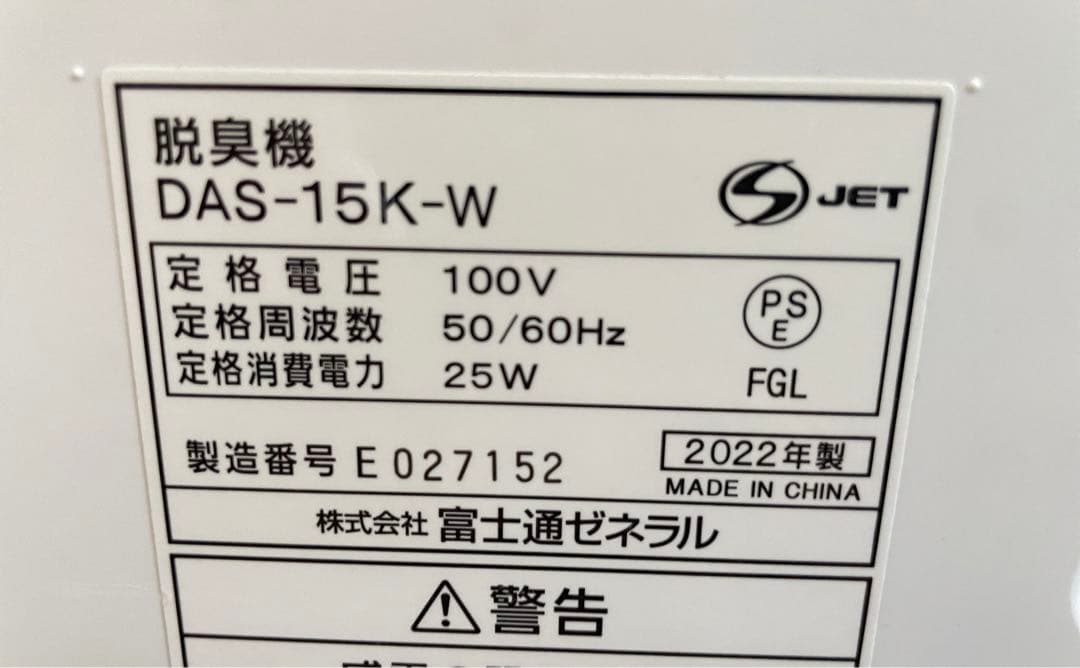 脱臭機
DAS-15K-W
JET
定格電圧 100V
定格周波数 50/60Hz
定格消費電力 25W
PS
E
FGL
製造番号 E 027152
2022年製
MADE IN CHINA
株式会社 富士通ゼネラル
警告